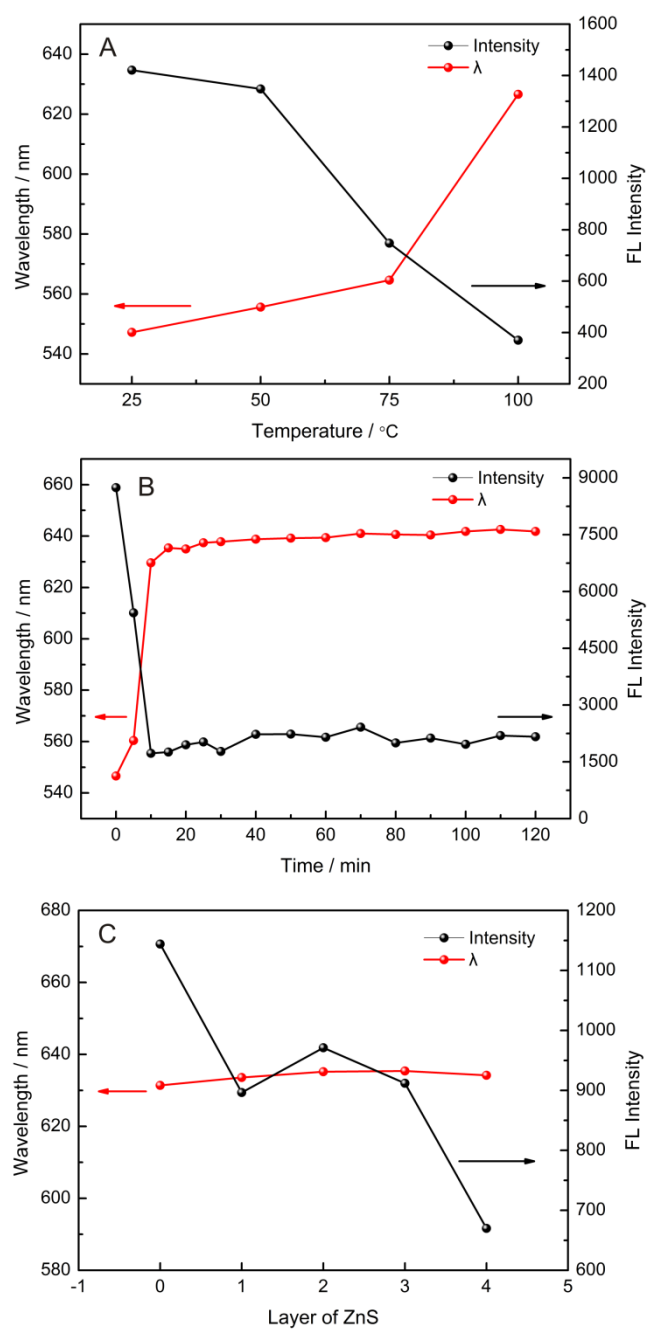 A
Intensity
λ
640
620
600
580
560
540
Wavelength / nm
1600
1400
1200
1000
800
600
400
200
FL Intensity
25 50 75 100
Temperature / °C
B
Intensity
λ
660
640
620
600
580
560
540
Wavelength / nm
9000
7500
6000
4500
3000
1500
0
FL Intensity
0 20 40 60 80 100 120
Time / min
C
Intensity
λ
680
660
640
620
600
580
Wavelength / nm
1200
1100
1000
900
800
700
600
FL Intensity
-1 0 1 2 3 4 5
Layer of ZnS